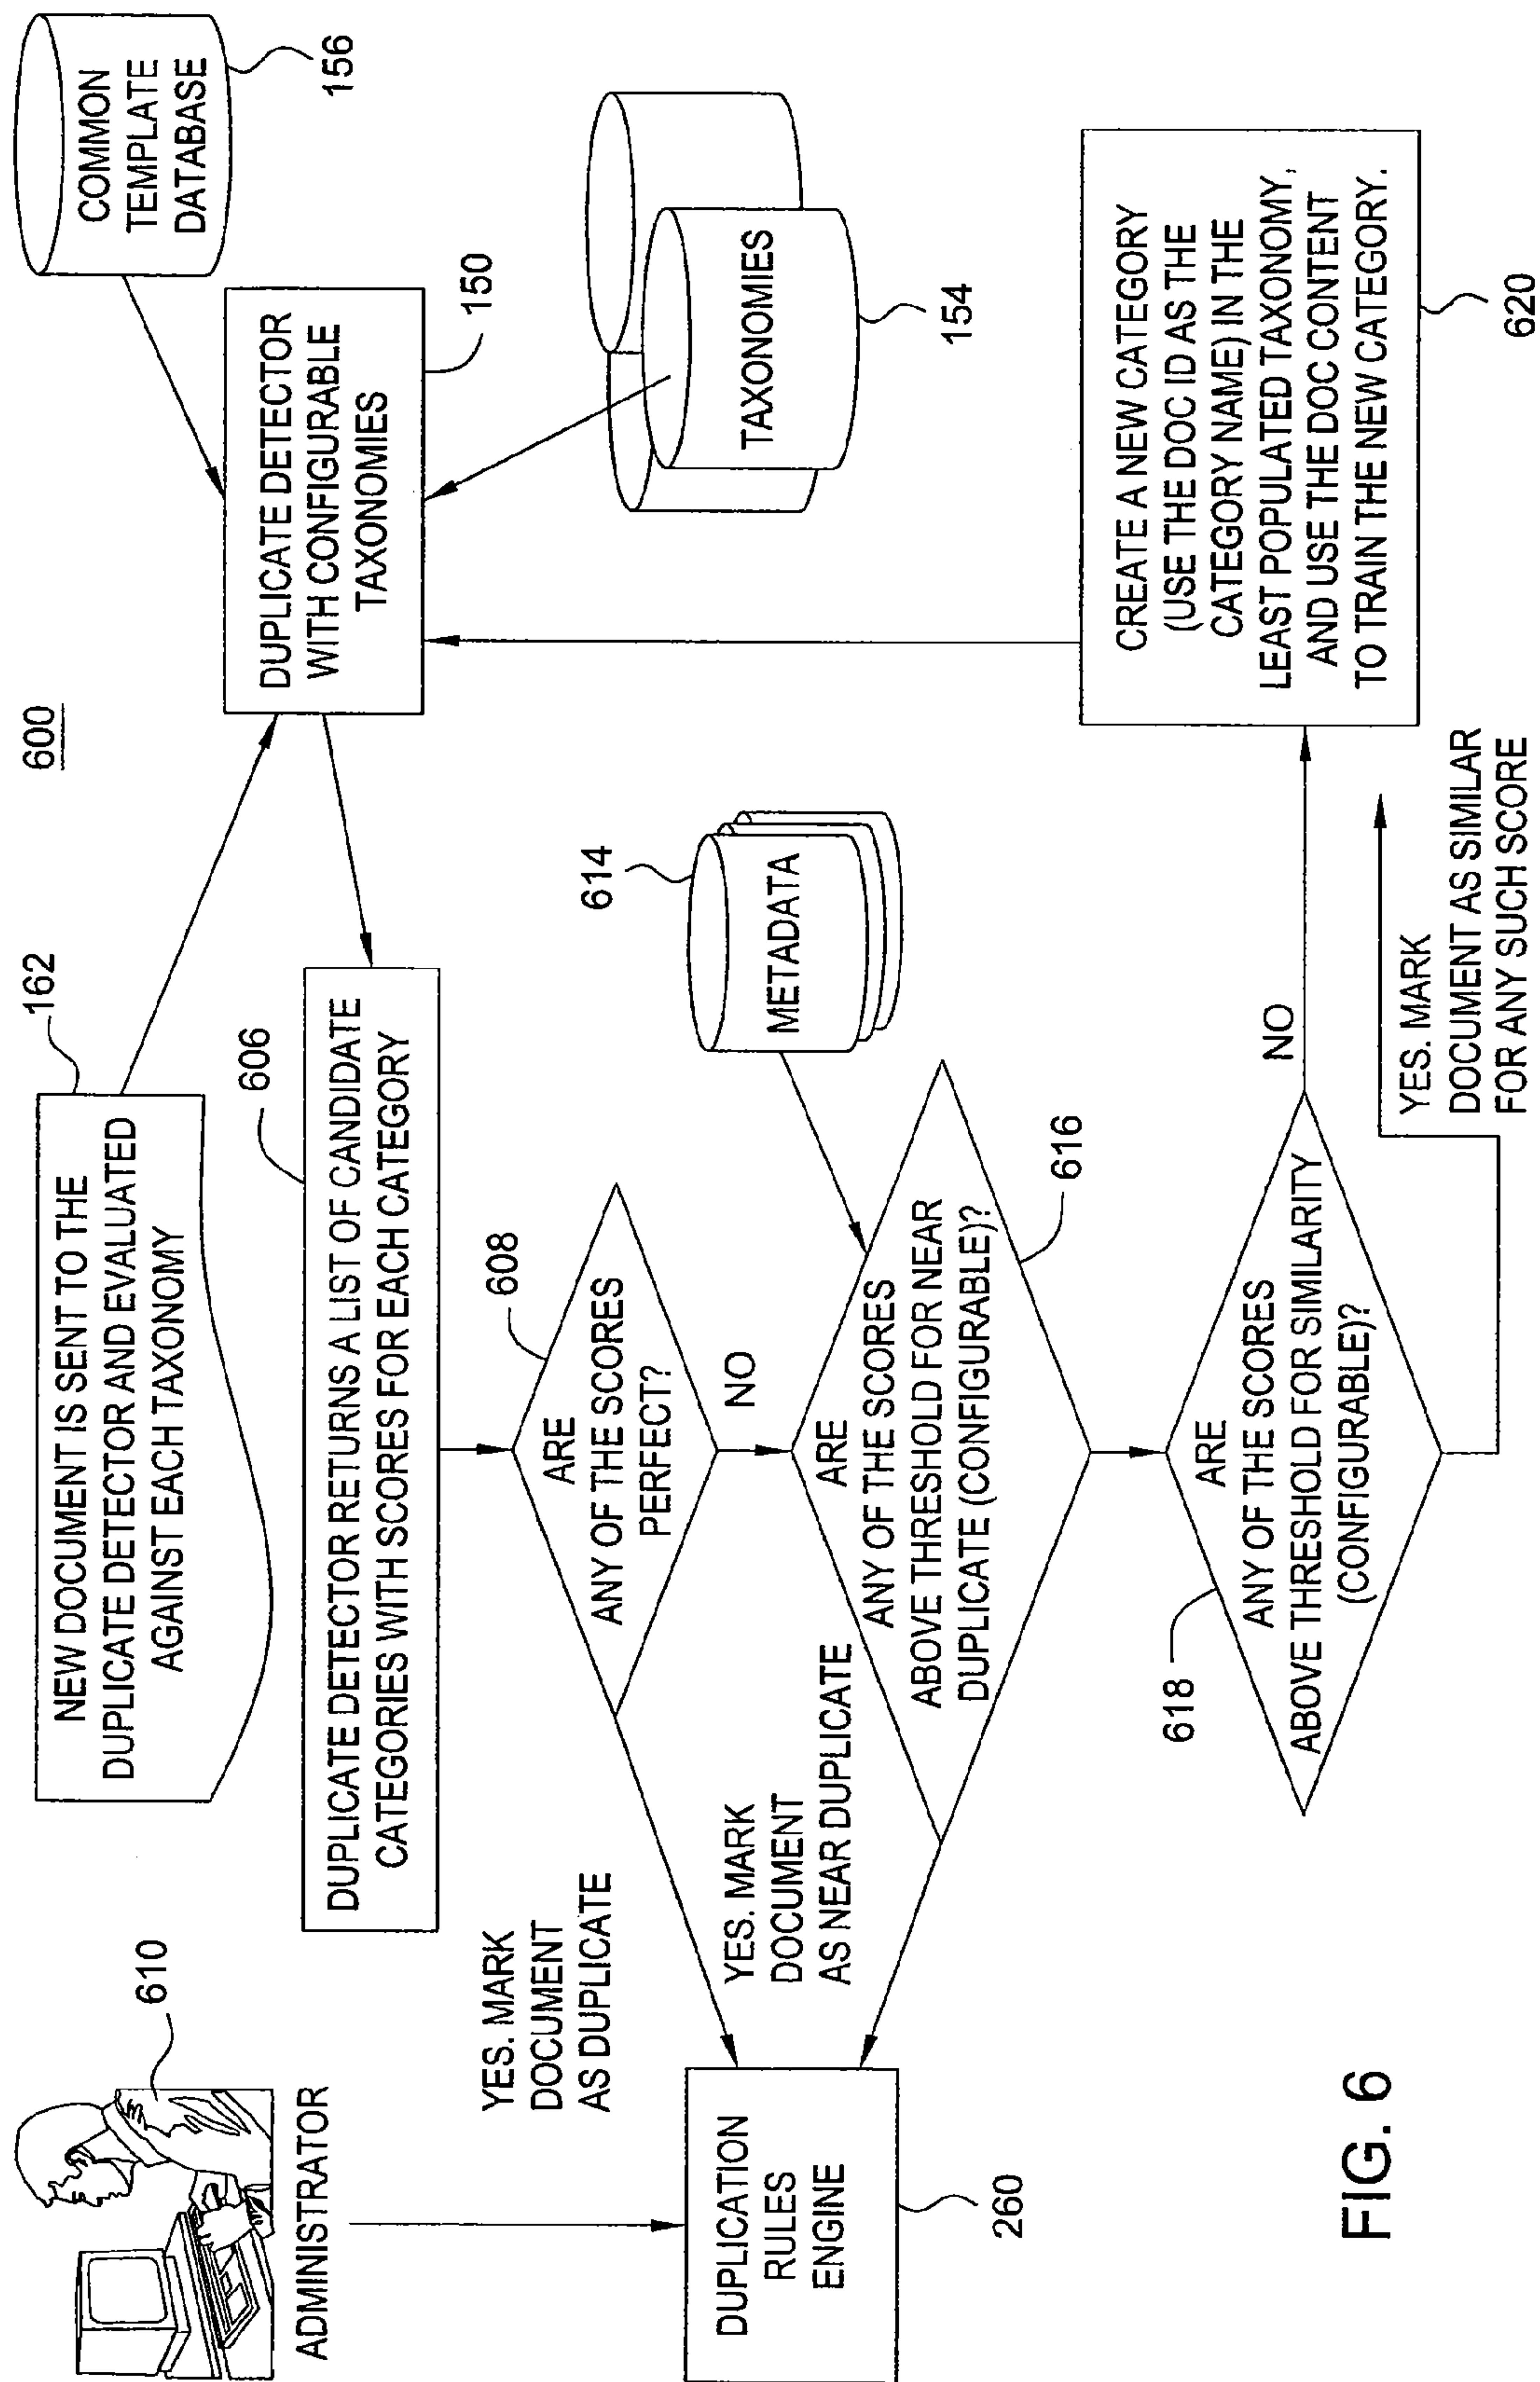 600
ADMINISTRATOR
610
NEW DOCUMENT IS SENT TO THE
DUPLICATE DETECTOR AND EVALUATED
AGAINST EACH TAXONOMY
162
COMMON
TEMPLATE
DATABASE
156
DUPLICATE DETECTOR
WITH CONFIGURABLE
TAXONOMIES
150
TAXONOMIES
154
DUPLICATE DETECTOR RETURNS A LIST OF CANDIDATE
CATEGORIES WITH SCORES FOR EACH CATEGORY
606
ARE
ANY OF THE SCORES
PERFECT?
608
YES. MARK
DOCUMENT
AS DUPLICATE
NO
METADATA
614
ARE
ANY OF THE SCORES
ABOVE THRESHOLD FOR NEAR
DUPLICATE (CONFIGURABLE)?
616
YES. MARK
DOCUMENT
AS NEAR DUPLICATE
DUPLICATION
RULES
ENGINE
260
ARE
ANY OF THE SCORES
ABOVE THRESHOLD FOR SIMILARITY
(CONFIGURABLE)?
618
NO
YES. MARK
DOCUMENT AS SIMILAR
FOR ANY SUCH SCORE
CREATE A NEW CATEGORY
(USE THE DOC ID AS THE
CATEGORY NAME) IN THE
LEAST POPULATED TAXONOMY,
AND USE THE DOC CONTENT
TO TRAIN THE NEW CATEGORY.
620
FIG. 6